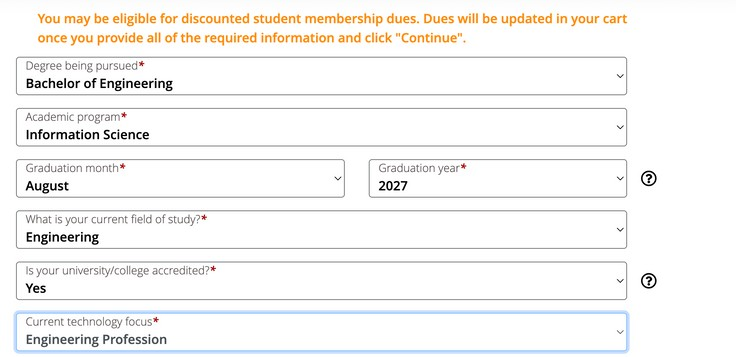 You may be eligible for discounted student membership dues. Dues will be updated in your cart
once you provide all of the required information and click "Continue".
Degree being pursued*
Bachelor of Engineering
Academic program*
Information Science
Graduation month*
August
Graduation year*
2027
What is your current field of study?*
Engineering
Is your university/college accredited?*
Yes
Current technology focus*
Engineering Profession